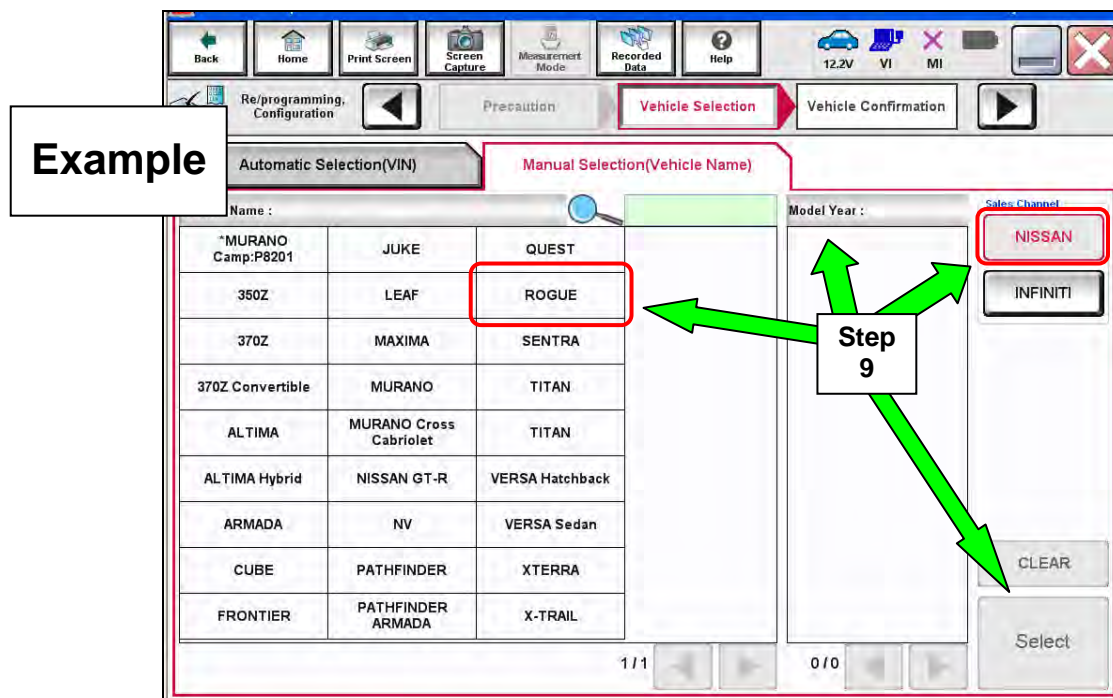 Back
Home
Print Screen
Screen
Capture
Measurement
Mode
Recorded
Data
Help
12.2V
VI
MI
Re/programming,
Configuration
Precaution
Vehicle Selection
Vehicle Confirmation
Example
Automatic Selection(VIN)
Manual Selection(Vehicle Name)
Name :
Model Year :
Sales Channel
*MURANO
Camp:P8201
JUKE
QUEST
NISSAN
350Z
LEAF
ROGUE
INFINITI
370Z
MAXIMA
SENTRA
Step
9
370Z Convertible
MURANO
TITAN
ALTIMA
MURANO Cross
Cabriolet
TITAN
ALTIMA Hybrid
NISSAN GT-R
VERSA Hatchback
ARMADA
NV
VERSA Sedan
CUBE
PATHFINDER
XTERRA
CLEAR
FRONTIER
PATHFINDER
ARMADA
X-TRAIL
Select
1/1
0/0